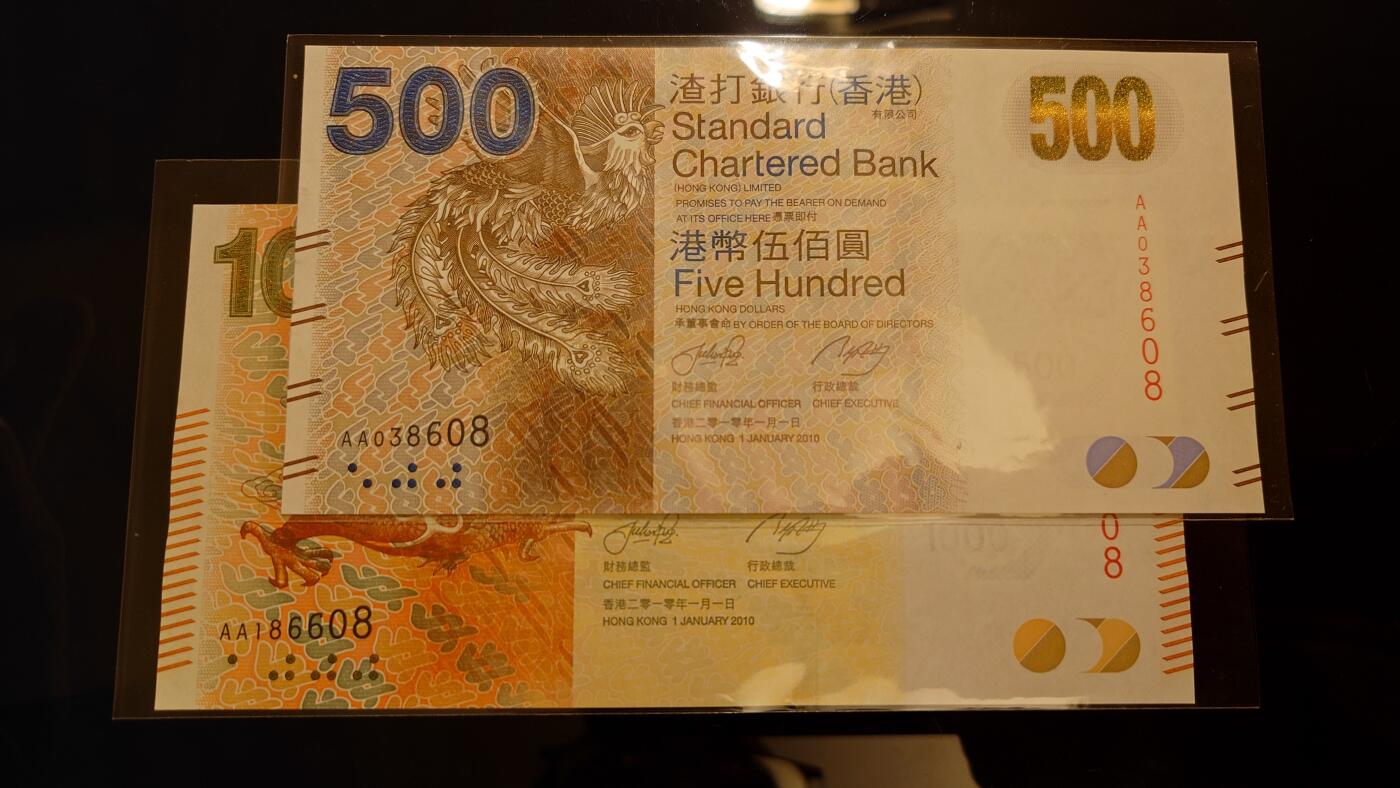 500
渣打銀行(香港)
有限公司
Standard
Chartered Bank
(HONG KONG) LIMITED
PROMISES TO PAY THE BEARER ON DEMAND
AT ITS OFFICE HERE 憑票即付
港幣伍佰圓
Five Hundred
HONG KONG DOLLARS
承董事會命 BY ORDER OF THE BOARD OF DIRECTORS
財務總監 行政總裁
CHIEF FINANCIAL OFFICER CHIEF EXECUTIVE
香港二零一零年一月一日
HONG KONG 1 JANUARY 2010
500
AA038608
AA038608
10
財務總監 行政總裁
CHIEF FINANCIAL OFFICER CHIEF EXECUTIVE
香港二零一零年一月一日
HONG KONG 1 JANUARY 2010
08
AA186608